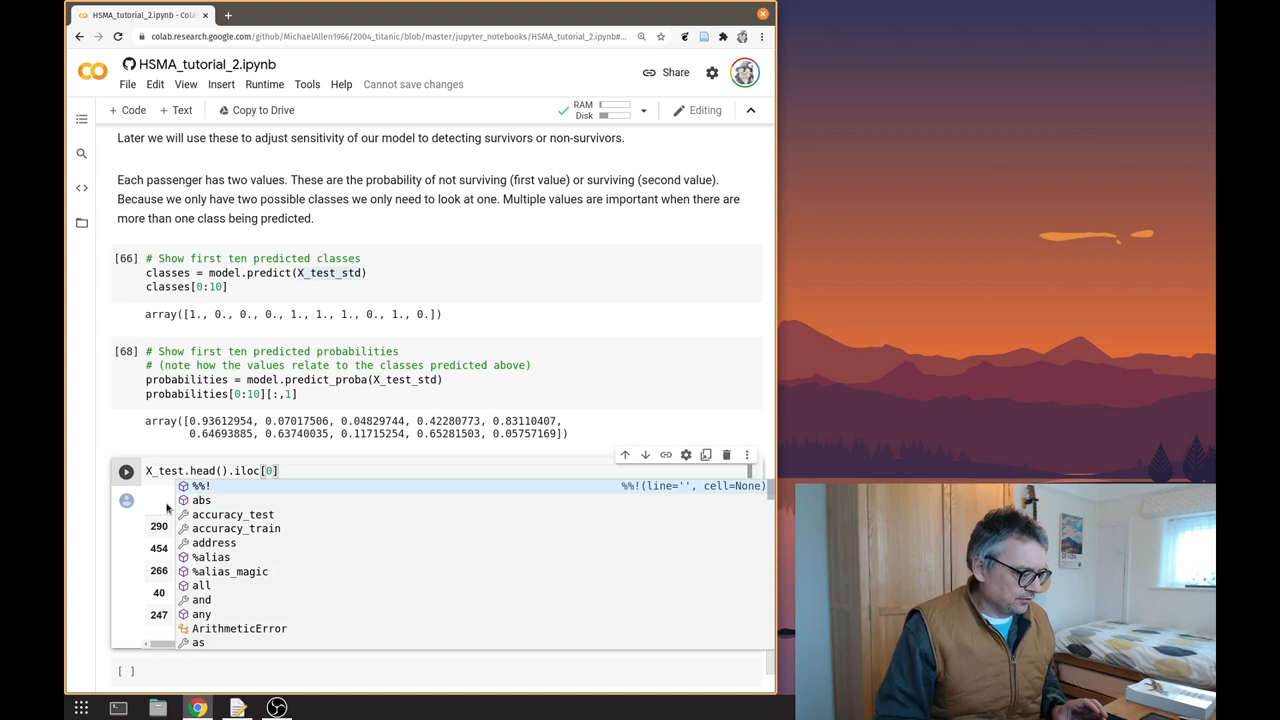 HSMA_tutorial_2.ipynb - Cola
colab.research.google.com/github/MichaelAllen1966/2004_titanic/blob/master/jupyter_notebooks/HSMA_tutorial_2.ipynb#...
HSMA_tutorial_2.ipynb
Share
File Edit View Insert Runtime Tools Help Cannot save changes
+ Code + Text Copy to Drive RAM Disk Editing
Later we will use these to adjust sensitivity of our model to detecting survivors or non-survivors.
Each passenger has two values. These are the probability of not surviving (first value) or surviving (second value).
Because we only have two possible classes we only need to look at one. Multiple values are important when there are
more than one class being predicted.
[66] # Show first ten predicted classes
classes = model.predict(X_test_std)
classes[0:10]
array([1., 0., 0., 0., 1., 1., 1., 0., 1., 0.])
[68] # Show first ten predicted probabilities
# (note how the values relate to the classes predicted above)
probabilities = model.predict_proba(X_test_std)
probabilities[0:10][:,1]
array([0.93612954, 0.07017506, 0.04829744, 0.42280773, 0.83110407,
0.64693885, 0.63740035, 0.11715254, 0.65281503, 0.05757169])
X_test.head().iloc[0]
%%! %%!(line='', cell=None)
abs
290 accuracy_test
accuracy_train
454 address
%alias
266 %alias_magic
all
40 and
247 any
ArithmeticError
as
[ ]
DEVON